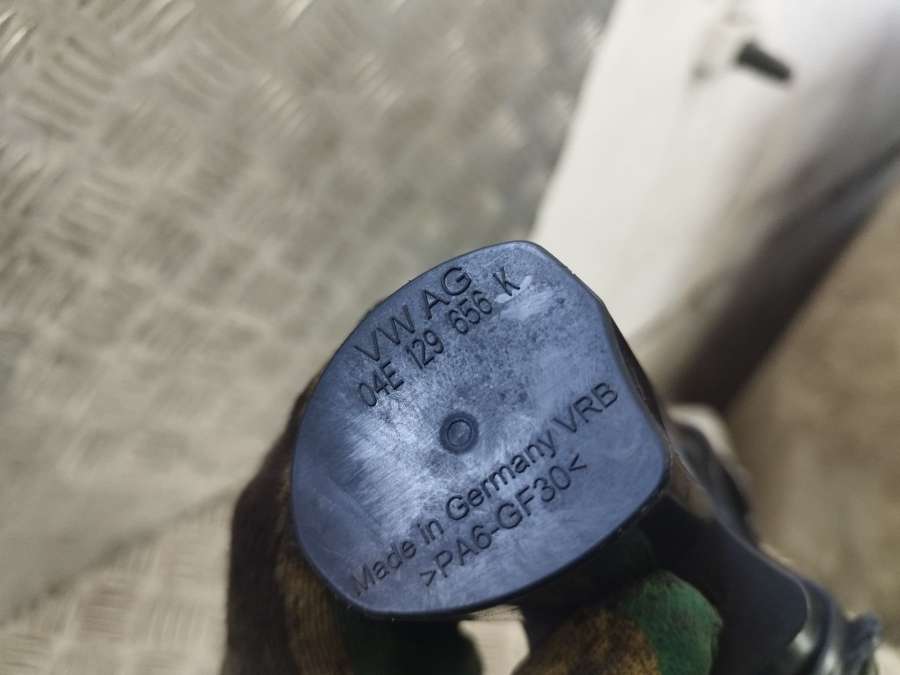 VW AG
04E 129 656 K
Made in Germany VRB
>PA6-GF30<